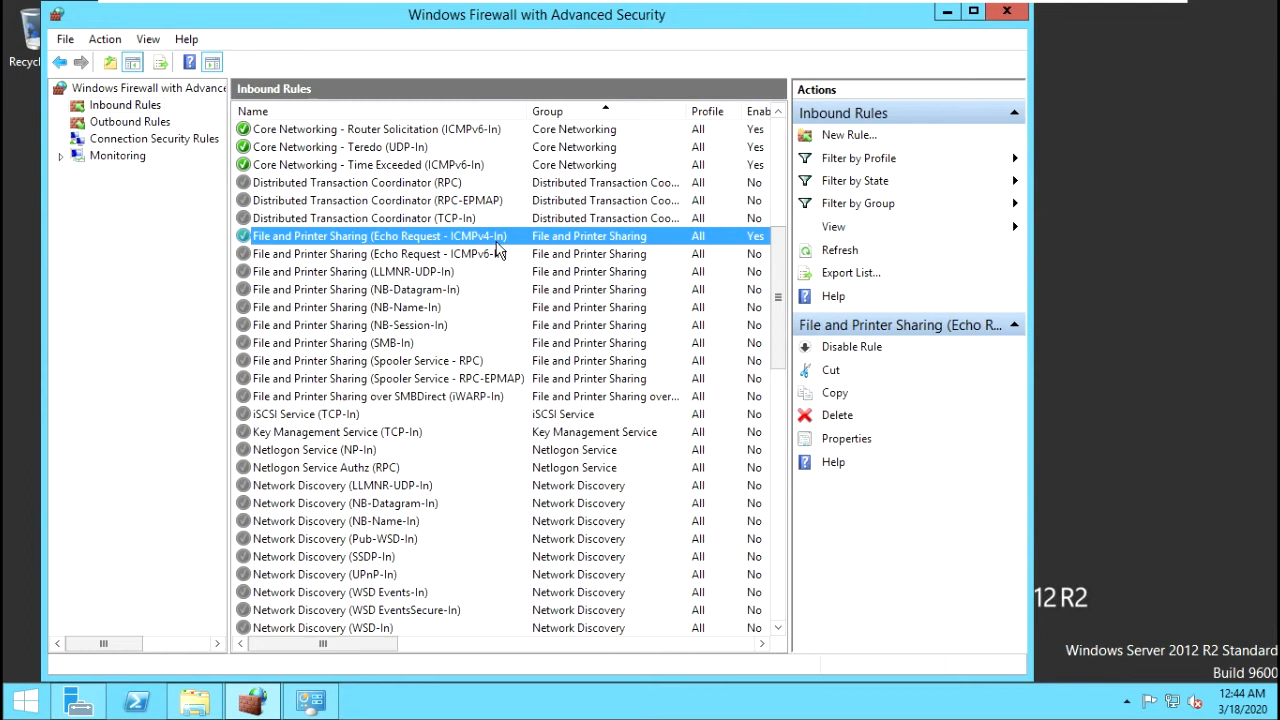 Windows Firewall with Advanced Security
Recyc
File Action View Help
Windows Firewall with Advance
Inbound Rules
Outbound Rules
Connection Security Rules
Monitoring
Inbound Rules
Name Group Profile Enab
Core Networking - Router Solicitation (ICMPv6-In) Core Networking All Yes
Core Networking - Teredo (UDP-In) Core Networking All Yes
Core Networking - Time Exceeded (ICMPv6-In) Core Networking All Yes
Distributed Transaction Coordinator (RPC) Distributed Transaction Coo... All No
Distributed Transaction Coordinator (RPC-EPMAP) Distributed Transaction Coo... All No
Distributed Transaction Coordinator (TCP-In) Distributed Transaction Coo... All No
File and Printer Sharing (Echo Request - ICMPv4-In) File and Printer Sharing All Yes
File and Printer Sharing (Echo Request - ICMPv6-In) File and Printer Sharing All No
File and Printer Sharing (LLMNR-UDP-In) File and Printer Sharing All No
File and Printer Sharing (NB-Datagram-In) File and Printer Sharing All No
File and Printer Sharing (NB-Name-In) File and Printer Sharing All No
File and Printer Sharing (NB-Session-In) File and Printer Sharing All No
File and Printer Sharing (SMB-In) File and Printer Sharing All No
File and Printer Sharing (Spooler Service - RPC) File and Printer Sharing All No
File and Printer Sharing (Spooler Service - RPC-EPMAP) File and Printer Sharing All No
File and Printer Sharing over SMBDirect (iWARP-In) File and Printer Sharing over... All No
iSCSI Service (TCP-In) iSCSI Service All No
Key Management Service (TCP-In) Key Management Service All No
Netlogon Service (NP-In) Netlogon Service All No
Netlogon Service Authz (RPC) Netlogon Service All No
Network Discovery (LLMNR-UDP-In) Network Discovery All No
Network Discovery (NB-Datagram-In) Network Discovery All No
Network Discovery (NB-Name-In) Network Discovery All No
Network Discovery (Pub-WSD-In) Network Discovery All No
Network Discovery (SSDP-In) Network Discovery All No
Network Discovery (UPnP-In) Network Discovery All No
Network Discovery (WSD Events-In) Network Discovery All No
Network Discovery (WSD EventsSecure-In) Network Discovery All No
Network Discovery (WSD-In) Network Discovery All No
Actions
Inbound Rules
New Rule...
Filter by Profile
Filter by State
Filter by Group
View
Refresh
Export List...
Help
File and Printer Sharing (Echo R...
Disable Rule
Cut
Copy
Delete
Properties
Help
12 R2
Windows Server 2012 R2 Standard
Build 9600
12:44 AM
3/18/2020